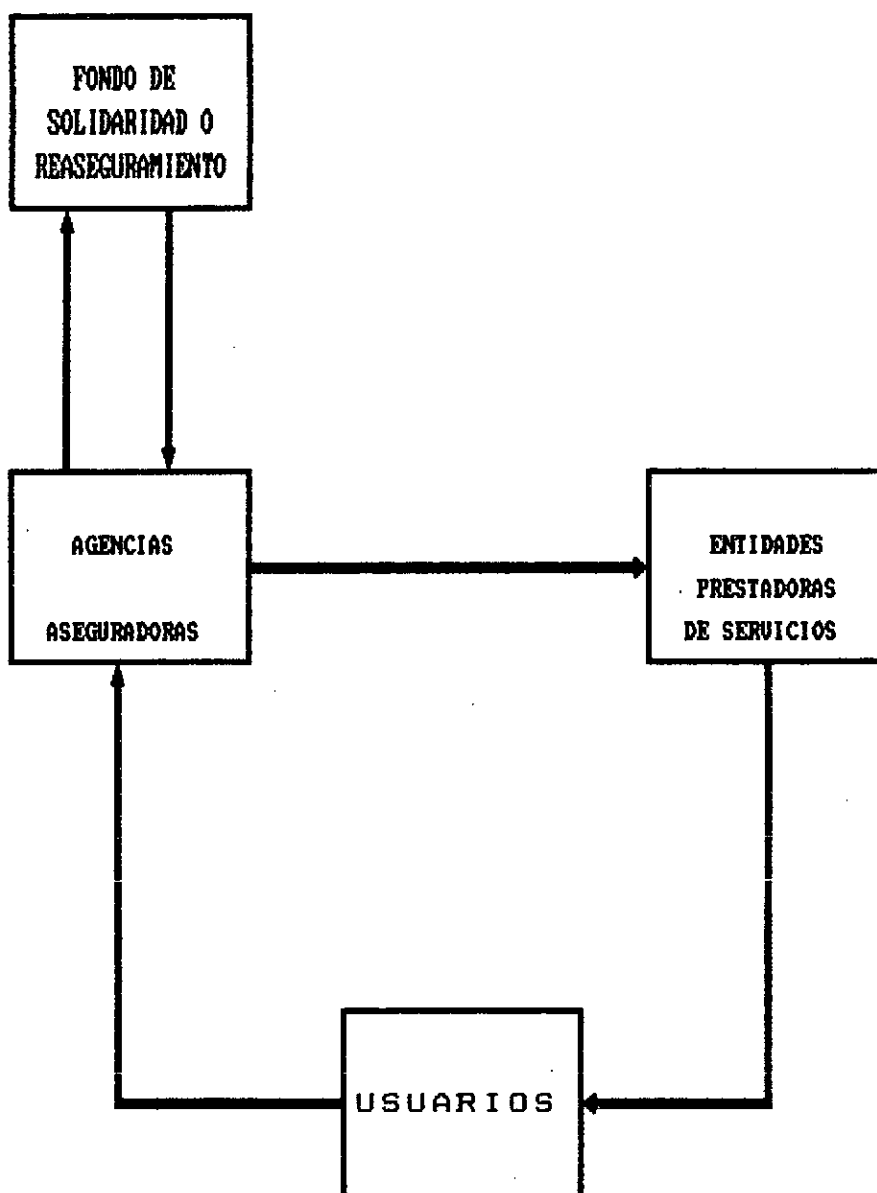 FONDO DE
SOLIDARIDAD O
REASEGURAMIENTO
AGENCIAS
ASEGURADORAS
ENTIDADES
PRESTADORAS
DE SERVICIOS
USUARIOS